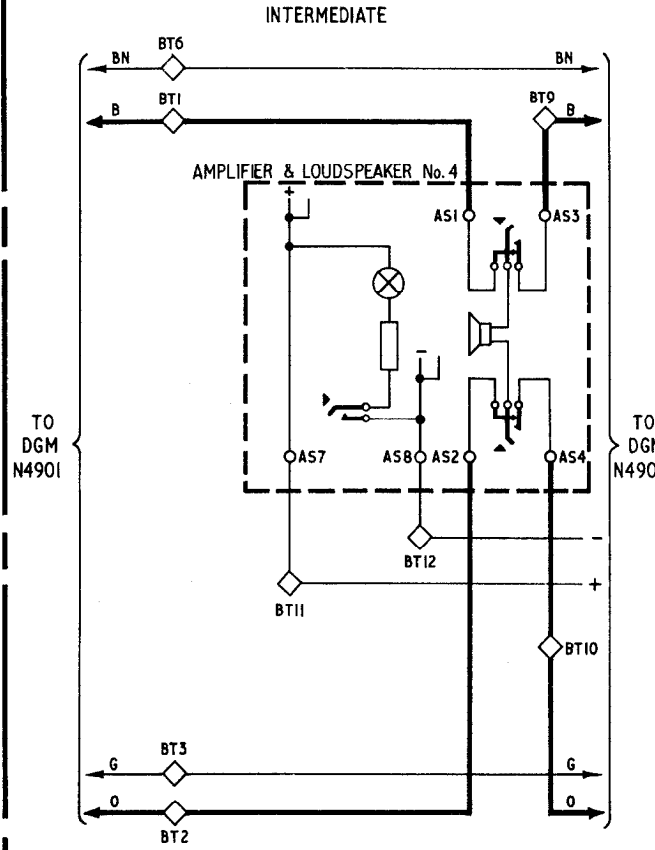 INTERMEDIATE
BT6
BN BN
BT1 BT9
B B
AMPLIFIER & LOUDSPEAKER No. 4
+
AS1 AS3
−
TO
DGM
N4901
TO
AS7 AS8 AS2 AS4
−
BT12
+
BT11
BT10
BT3
G G
O O
BT2